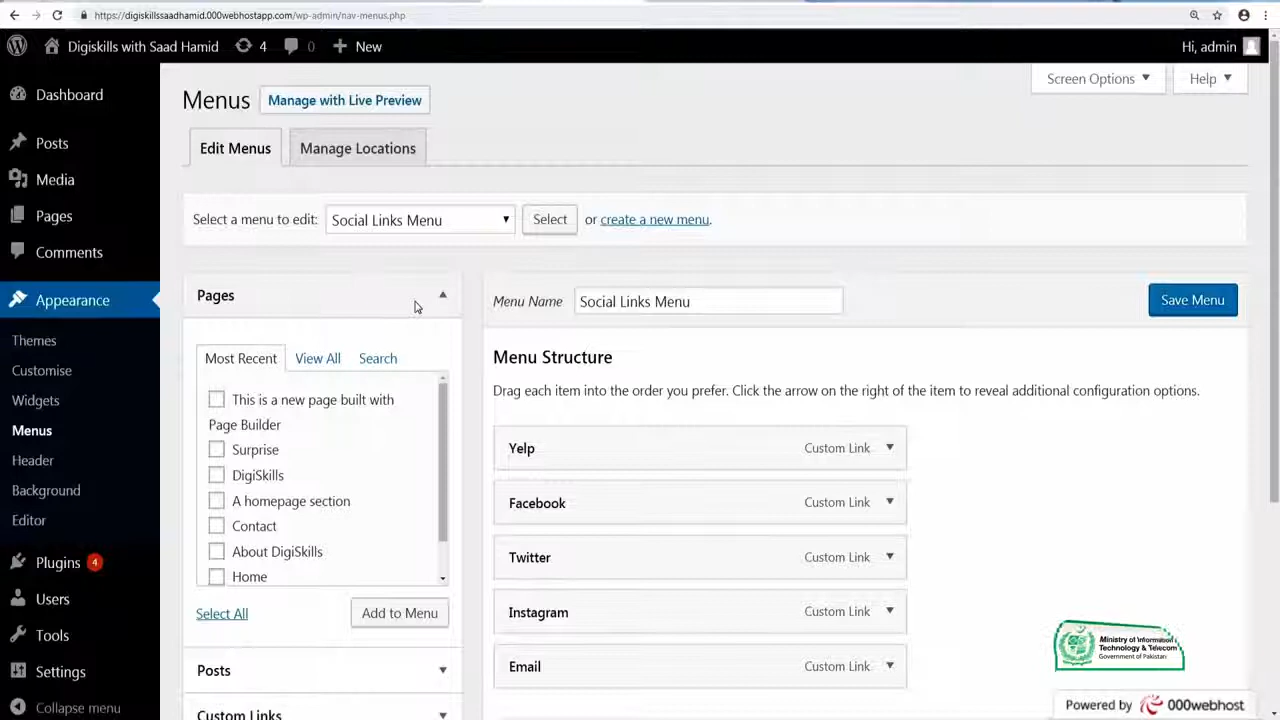 https://digiskillssaadhamid.000webhostapp.com/wp-admin/nav-menus.php
Digiskills with Saad Hamid 4 0 New Hi, admin
Screen Options Help
Dashboard
Posts
Media
Pages
Comments
Appearance
Themes
Customise
Widgets
Menus
Header
Background
Editor
Plugins 4
Users
Tools
Settings
Collapse menu
Menus Manage with Live Preview
Edit Menus Manage Locations
Select a menu to edit: Social Links Menu Select or create a new menu.
Pages
Most Recent View All Search
This is a new page built with
Page Builder
Surprise
DigiSkills
A homepage section
Contact
About DigiSkills
Home
Select All Add to Menu
Posts
Custom Links
Menu Name Social Links Menu Save Menu
Menu Structure
Drag each item into the order you prefer. Click the arrow on the right of the item to reveal additional configuration options.
Yelp Custom Link
Facebook Custom Link
Twitter Custom Link
Instagram Custom Link
Email Custom Link
Ministry of Information
Technology & Telecom
Government of Pakistan
Powered by 000webhost